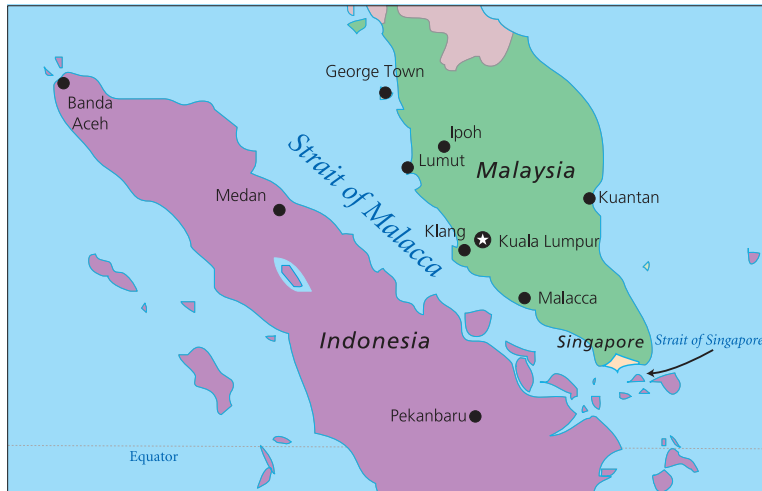 George Town
Banda
Aceh
Ipoh
Lumut
Strait of Malacca
Malaysia
Medan
Kuantan
Klang
Kuala Lumpur
Malacca
Indonesia
Singapore
Strait of Singapore
Pekanbaru
Equator